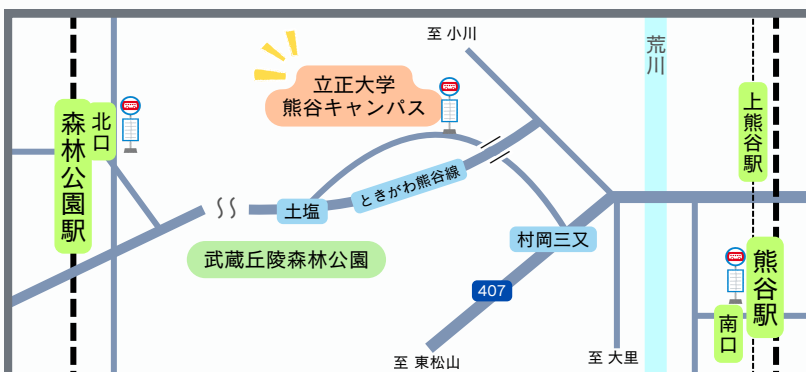 至 小川
荒川
立正大学
熊谷キャンパス
上熊谷駅
北口
森林公園駅
ときがわ熊谷線
土塩
村岡三又
武蔵丘陵森林公園
熊谷駅
407
南口
至 東松山
至 大里